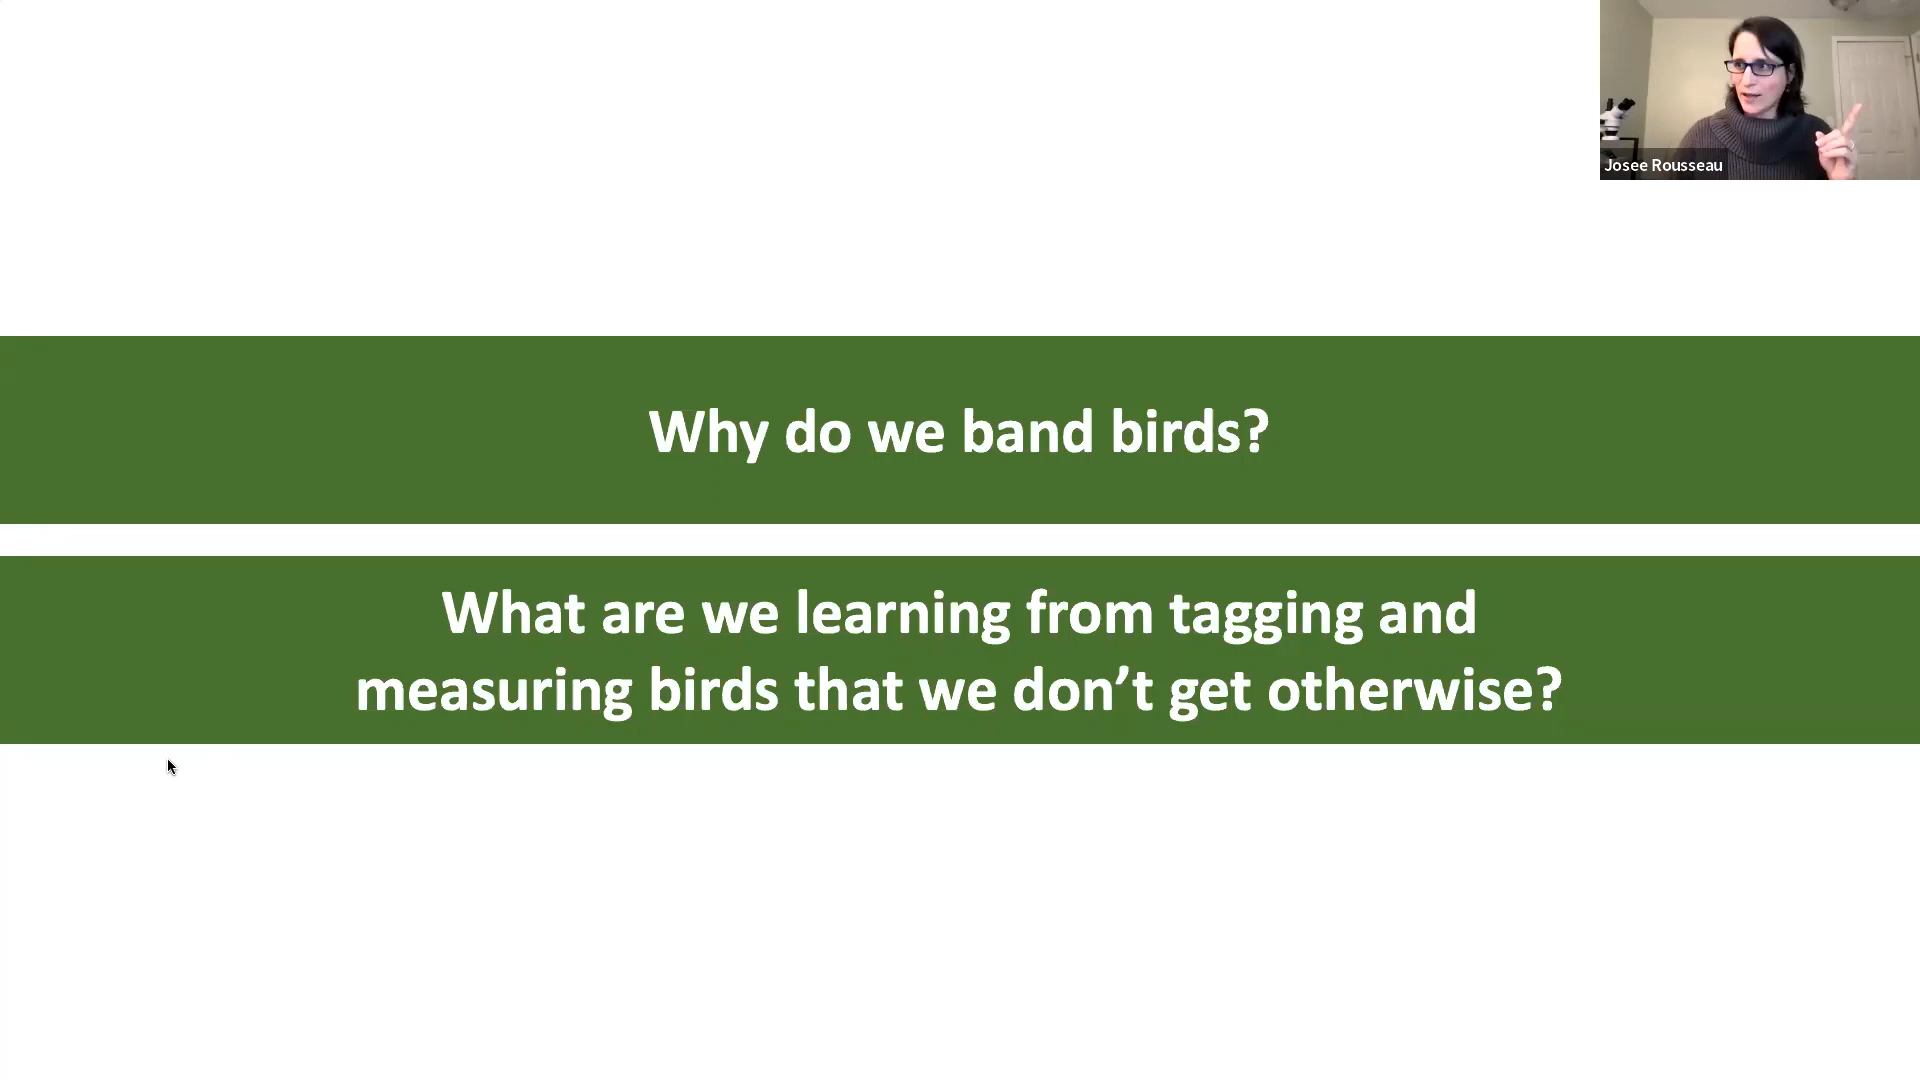 Josee Rousseau
Why do we band birds?
What are we learning from tagging and
measuring birds that we don’t get otherwise?